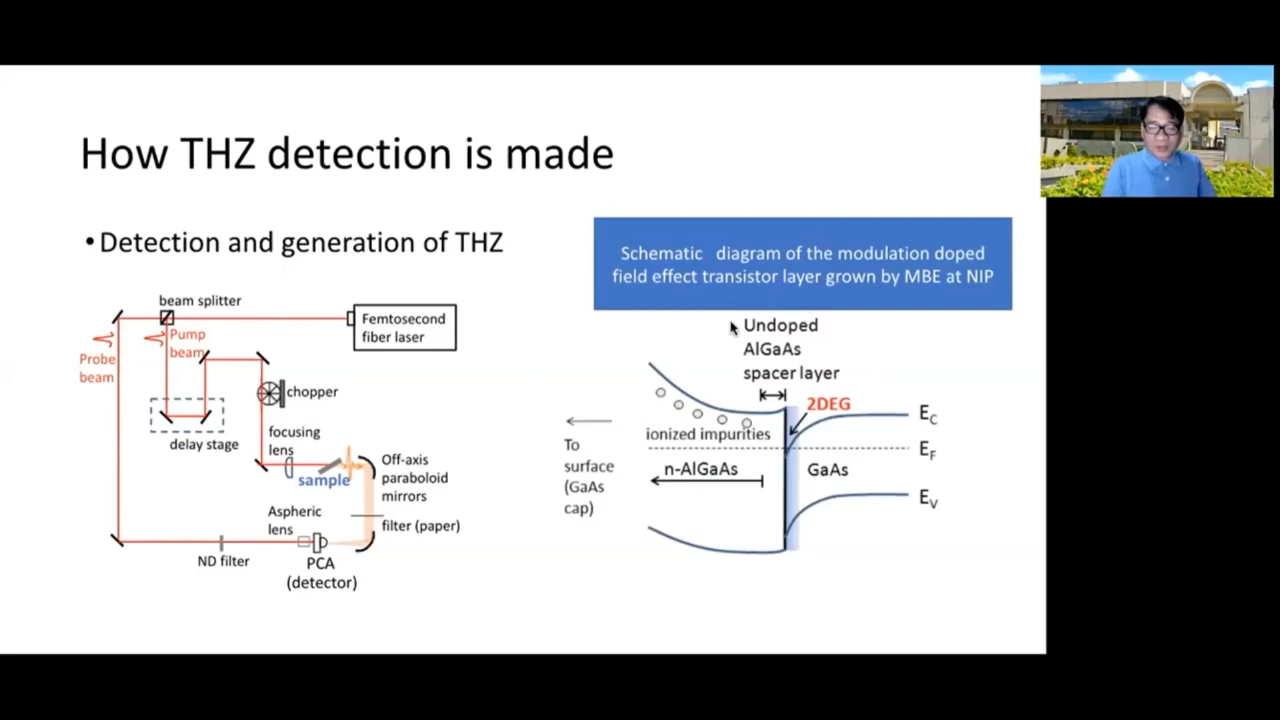 How THZ detection is made
•Detection and generation of THZ
beam splitter
Femtosecond
fiber laser
Pump
beam
Probe
beam
chopper
delay stage
focusing
lens
sample
Off-axis
paraboloid
mirrors
Aspheric
lens
filter (paper)
ND filter
PCA
(detector)
Schematic diagram of the modulation doped
field effect transistor layer grown by MBE at NIP
Undoped
AlGaAs
spacer layer
2DEG
EC
ionized impurities
EF
To
surface
(GaAs
cap)
n-AlGaAs
GaAs
EV